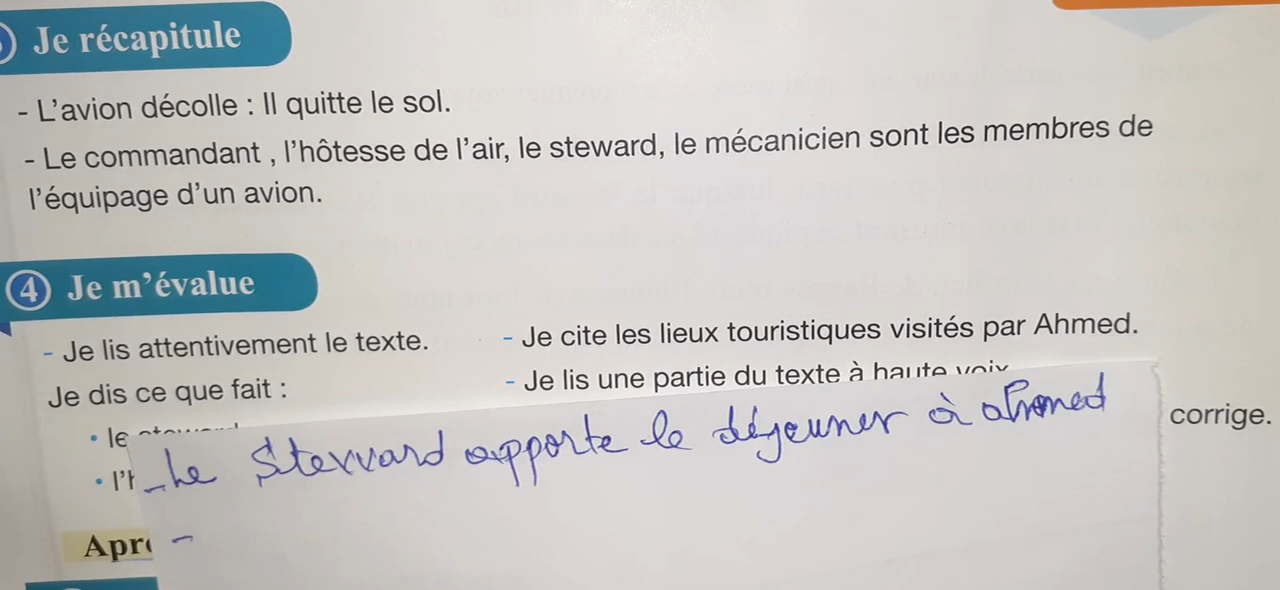 Je récapitule
- L'avion décolle : Il quitte le sol.
- Le commandant , l'hôtesse de l'air, le steward, le mécanicien sont les membres de
l'équipage d'un avion.
4 Je m'évalue
- Je lis attentivement le texte.
- Je cite les lieux touristiques visités par Ahmed.
Je dis ce que fait :
- Je lis une partie du texte à haute voix
corrige.
• le
• l'h
- Le stewward apporte le déjeuner à ahmed
Apr
-